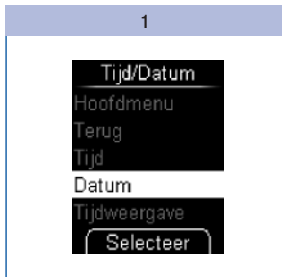 1
Tijd/Datum
Hoofdmenu
Terug
Tijd
Datum
Tijdweergave
Selecteer